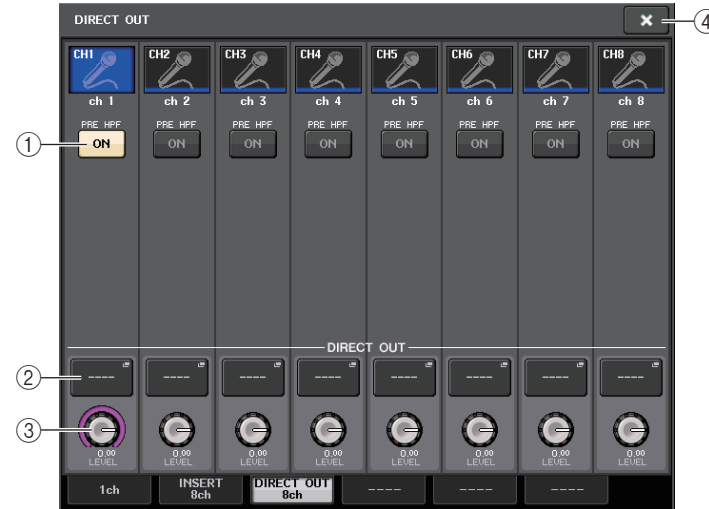 DIRECT OUT
4
CH1 CH2 CH3 CH4 CH5 CH6 CH7 CH8
ch 1 ch 2 ch 3 ch 4 ch 5 ch 6 ch 7 ch 8
PRE HPF PRE HPF PRE HPF PRE HPF PRE HPF PRE HPF PRE HPF PRE HPF
1 ON ON ON ON ON ON ON ON
DIRECT OUT
2 ---- ---- ---- ---- ---- ---- ---- ----
3
0.00 0.00 0.00 0.00 0.00 0.00 0.00 0.00
LEVEL LEVEL LEVEL LEVEL LEVEL LEVEL LEVEL LEVEL
1ch INSERT 8ch DIRECT OUT 8ch ---- ---- ----